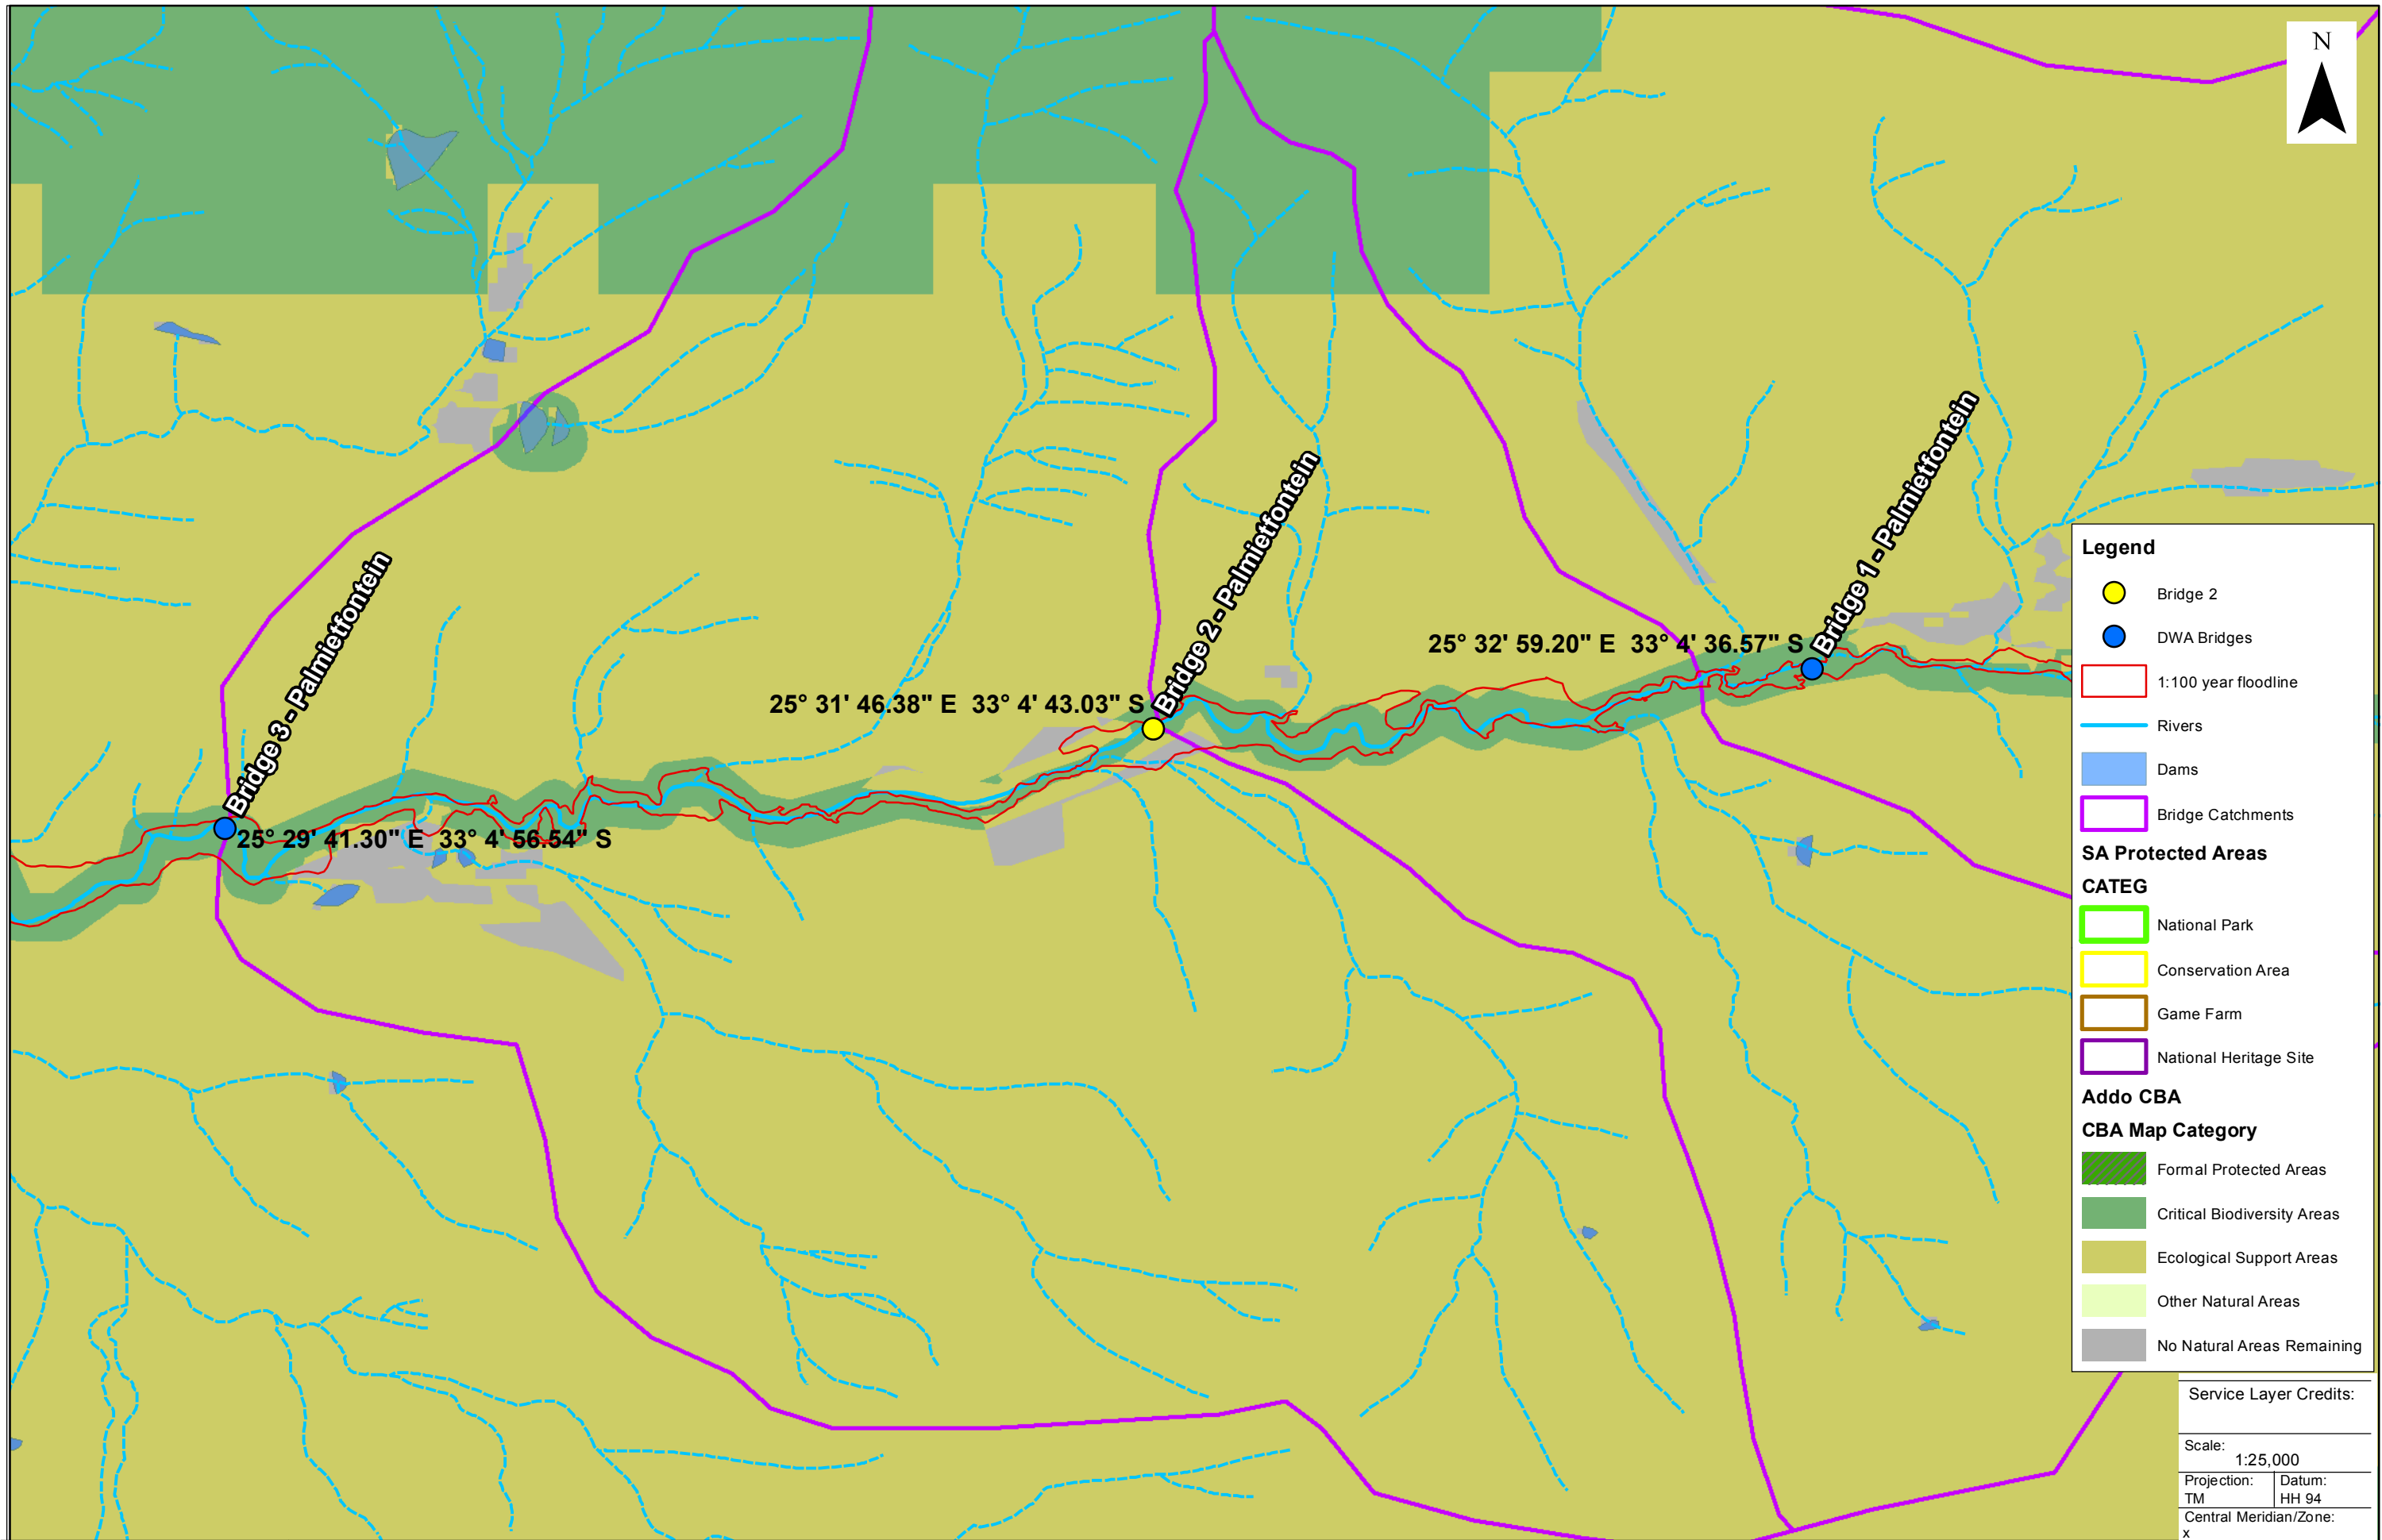 N
Bridge 1 - Palmietfontein
Bridge 2 - Palmietfontein
Bridge 3 - Palmietfontein
25° 32' 59.20" E 33° 4' 36.57" S
25° 31' 46.38" E 33° 4' 43.03" S
25° 29' 41.30" E 33° 4' 56.54" S
Legend
Bridge 2
DWA Bridges
1:100 year floodline
Rivers
Dams
Bridge Catchments
SA Protected Areas
CATEG
National Park
Conservation Area
Game Farm
National Heritage Site
Addo CBA
CBA Map Category
Formal Protected Areas
Critical Biodiversity Areas
Ecological Support Areas
Other Natural Areas
No Natural Areas Remaining
Service Layer Credits:
Scale:
1:25,000
Projection: Datum:
TM HH 94
Central Meridian/Zone:
x